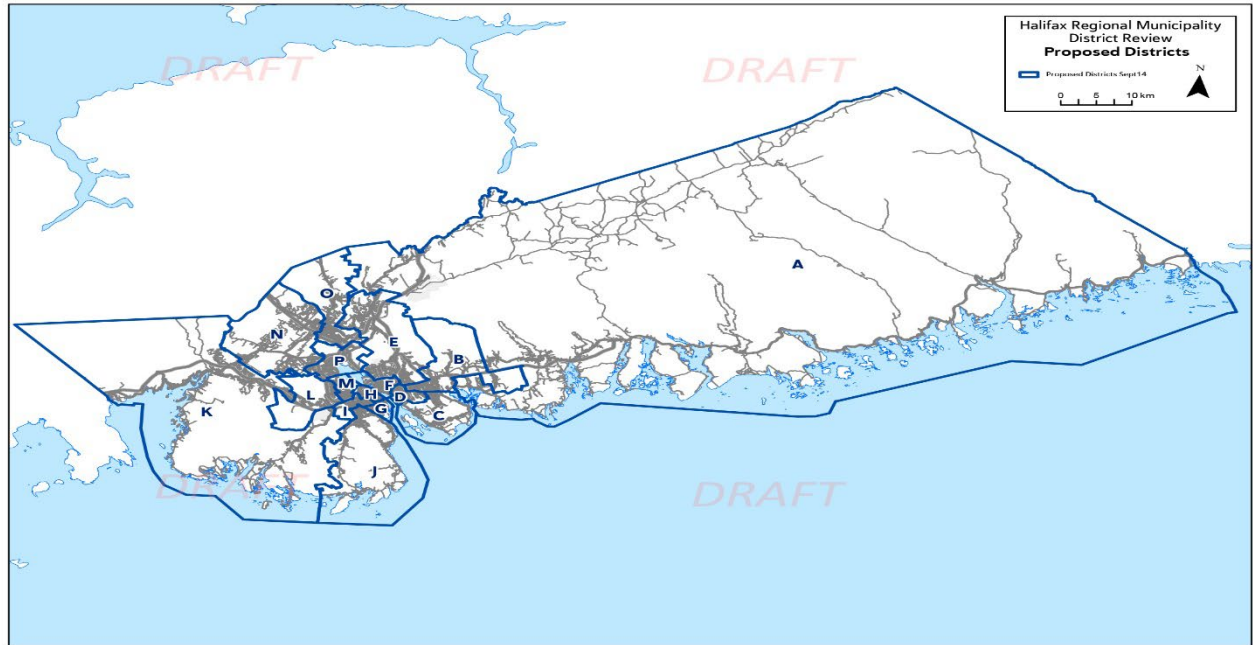 Halifax Regional Municipality
District Review
Proposed Districts
Proposed Districts Sept14
N
0 5 10 km
DRAFT
DRAFT
A
O
N
E
P
B
M
F
L
H
D
K
I
G
C
J
DRAFT
DRAFT